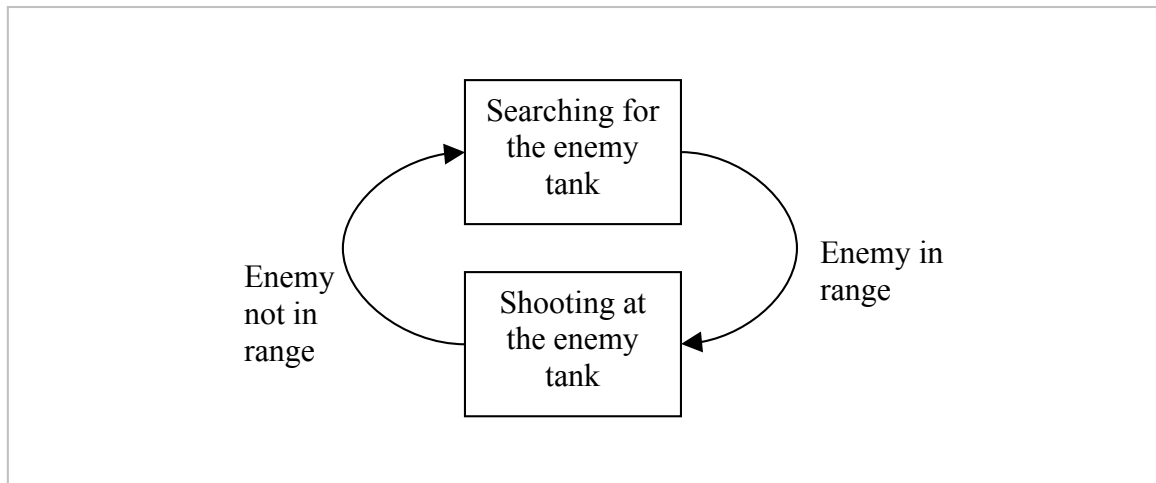 Searching for
the enemy
tank
Enemy in
range
Enemy
not in
range
Shooting at
the enemy
tank